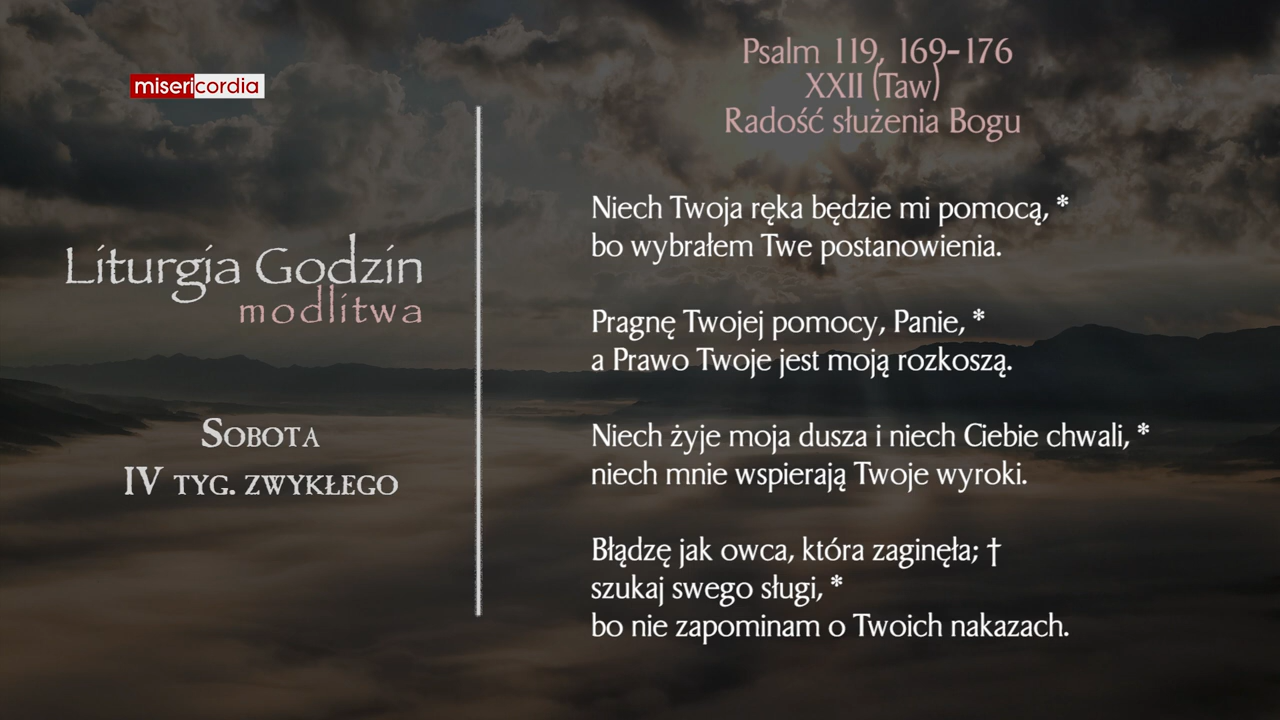 misericordia
Liturgia Godzin
modlitwa
Sobota
IV tyg. zwykłego
Psalm 119, 169-176
XXII (Taw)
Radość służenia Bogu
Niech Twoja ręka będzie mi pomocą, *
bo wybrałem Twe postanowienia.
Pragnę Twojej pomocy, Panie, *
a Prawo Twoje jest moją rozkoszą.
Niech żyje moja dusza i niech Ciebie chwali, *
niech mnie wspierają Twoje wyroki.
Błądzę jak owca, która zaginęła; †
szukaj swego sługi, *
bo nie zapominam o Twoich nakazach.